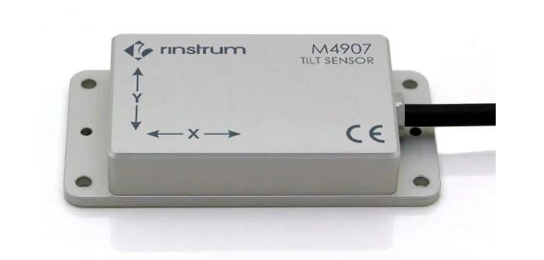 rinstrum
M4907
TILT SENSOR
Y
X
CE